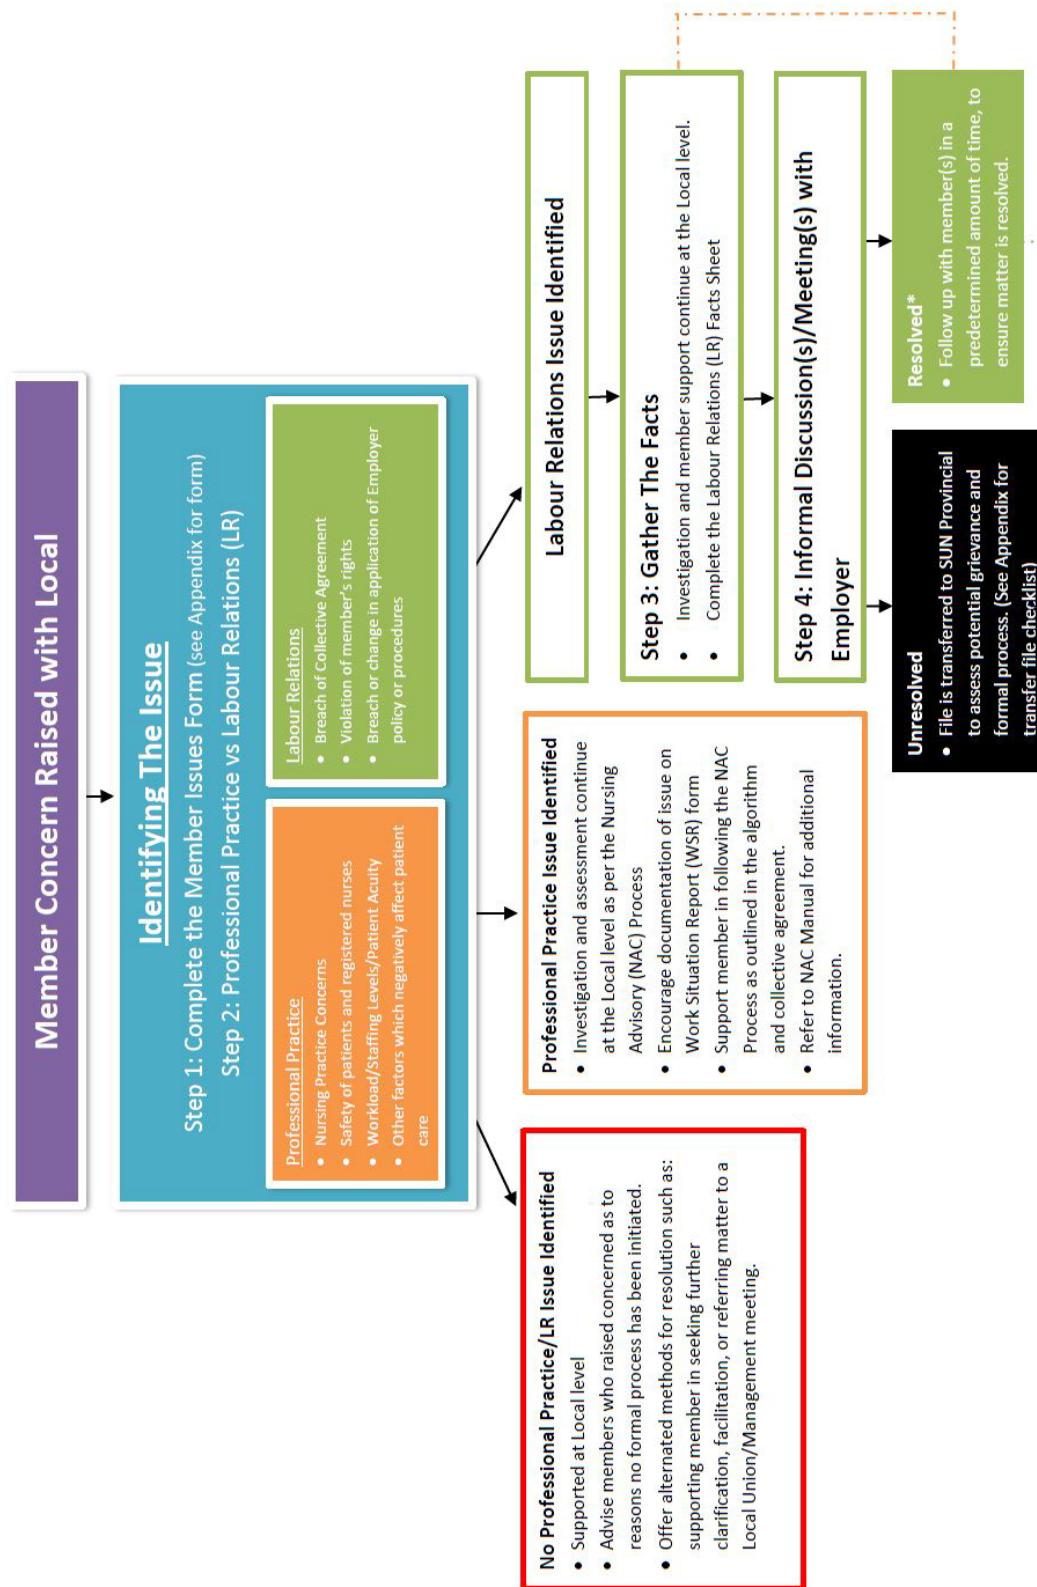 Member Concern Raised with Local
Identifying The Issue
Step 1: Complete the Member Issues Form (see Appendix for form)
Step 2: Professional Practice vs Labour Relations (LR)
Professional Practice
• Nursing Practice Concerns
• Safety of patients and registered nurses
• Workload/Staffing Levels/Patient Acuity
• Other factors which negatively affect patient
care
Labour Relations
• Breach of Collective Agreement
• Violation of member's rights
• Breach or change in application of Employer
policy or procedures
No Professional Practice/LR Issue Identified
• Supported at Local level
• Advise members who raised concerned as to
reasons no formal process has been initiated.
• Offer alternated methods for resolution such as:
supporting member in seeking further
clarification, facilitation, or referring matter to a
Local Union/Management meeting.
Professional Practice Issue Identified
• Investigation and assessment continue
at the Local level as per the Nursing
Advisory (NAC) Process
• Encourage documentation of issue on
Work Situation Report (WSR) form
• Support member in following the NAC
Process as outlined in the algorithm
and collective agreement.
• Refer to NAC Manual for additional
information.
Labour Relations Issue Identified
Step 3: Gather The Facts
• Investigation and member support continue at the Local level.
• Complete the Labour Relations (LR) Facts Sheet
Step 4: Informal Discussion(s)/Meeting(s) with
Employer
Unresolved
• File is transferred to SUN Provincial
to assess potential grievance and
formal process. (See Appendix for
transfer file checklist)
Resolved*
• Follow up with member(s) in a
predetermined amount of time, to
ensure matter is resolved.